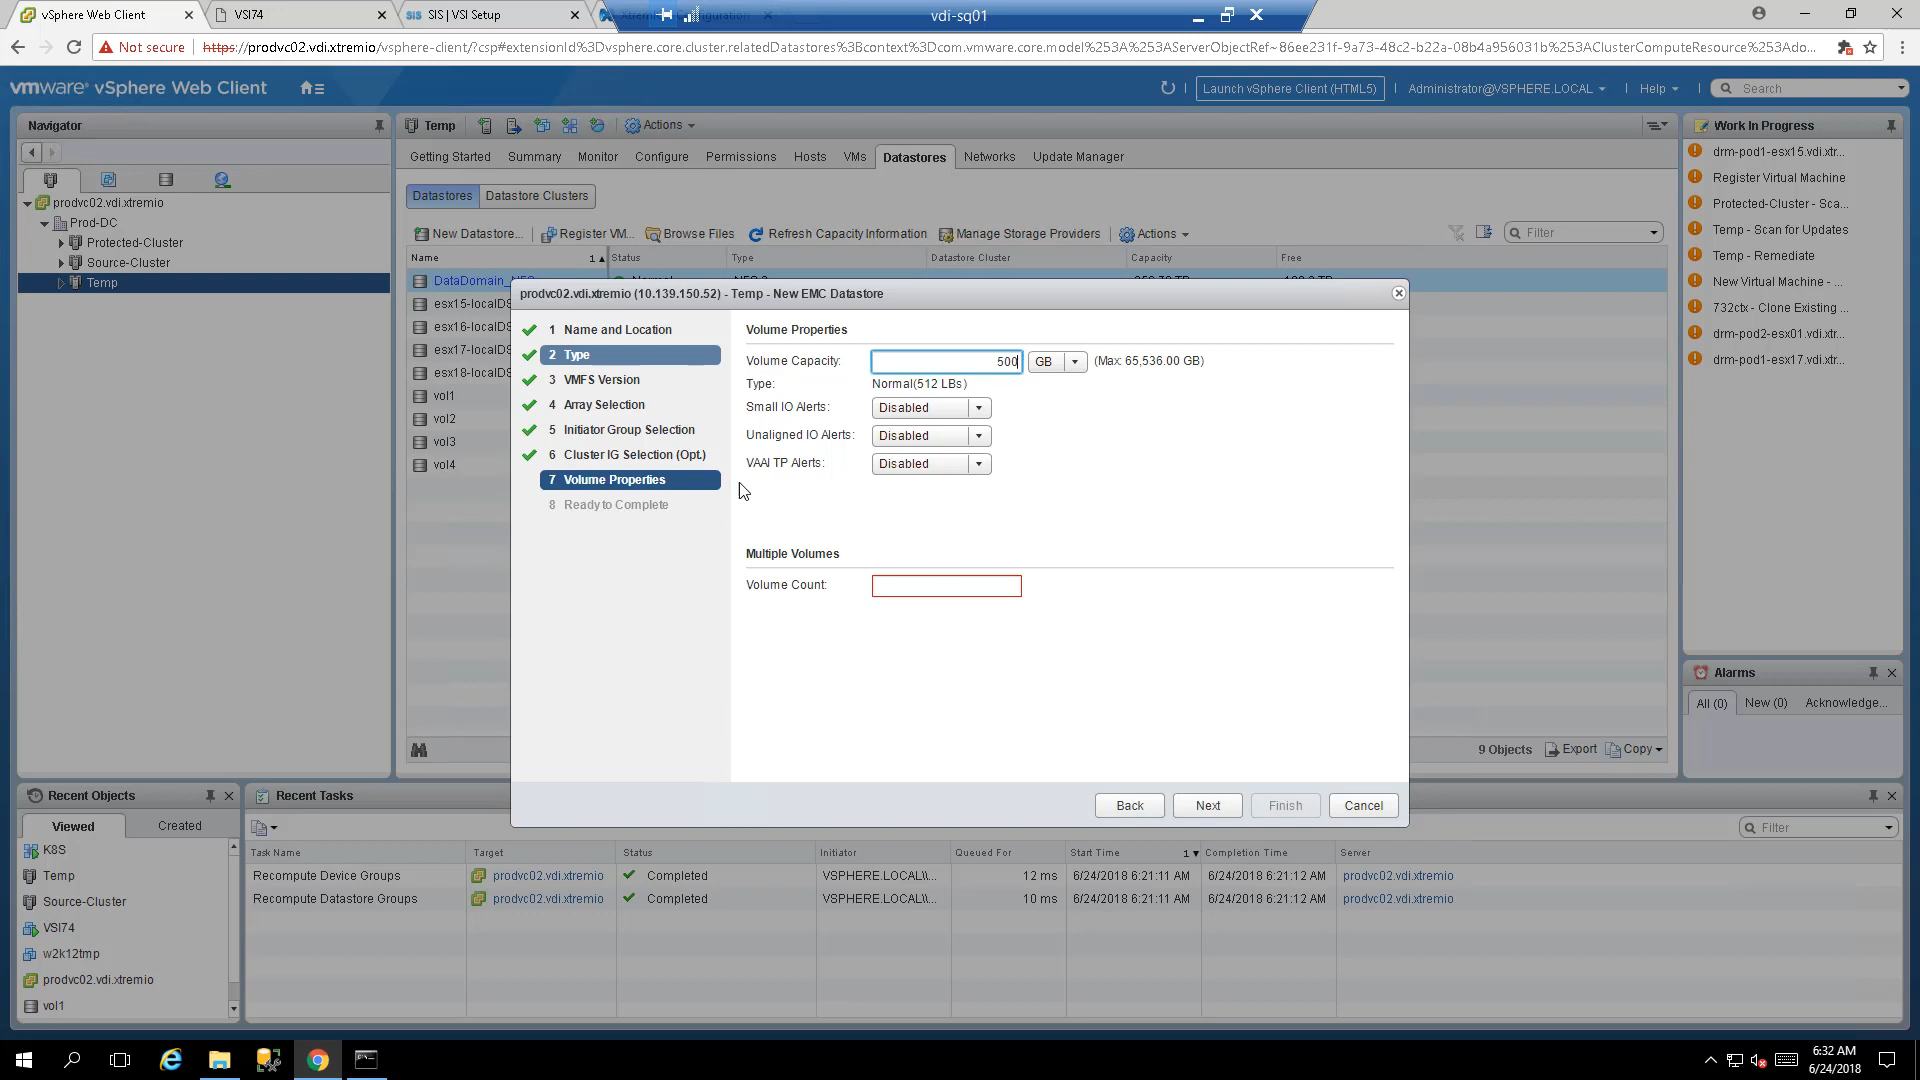 vSphere Web Client
VSI74
SIS | VSI Setup
vdi-sq01
Not secure
https://prodvc02.vdi.xtremio/vsphere-client/?csp#extensionId%3Dvsphere.core.cluster.relatedDatastores%3Bcontext%3Dcom.vmware.core.model%253A%253AServerObjectRef~86ee231f-9a73-48c2-b22a-08b4a956031b%253AClusterComputeResource%253Ado...
vmware® vSphere Web Client
Launch vSphere Client (HTML5)
Administrator@VSPHERE.LOCAL
Help
Search
Navigator
prodvc02.vdi.xtremio
Prod-DC
Protected-Cluster
Source-Cluster
Temp
Temp
Actions
Getting Started
Summary
Monitor
Configure
Permissions
Hosts
VMs
Datastores
Networks
Update Manager
Datastores
Datastore Clusters
New Datastore...
Register VM...
Browse Files
Refresh Capacity Information
Manage Storage Providers
Actions
Filter
Name
1
Status
Type
Datastore Cluster
Capacity
Free
esx15-localDS
esx16-localDS
esx17-localDS
esx18-localDS
vol1
vol2
vol3
vol4
9 Objects
Export
Copy
prodvc02.vdi.xtremio (10.139.150.52) - Temp - New EMC Datastore
1 Name and Location
2 Type
3 VMFS Version
4 Array Selection
5 Initiator Group Selection
6 Cluster IG Selection (Opt.)
7 Volume Properties
8 Ready to Complete
Volume Properties
Volume Capacity:
500
GB
(Max: 65,536.00 GB)
Type:
Normal(512 LBs)
Small IO Alerts:
Disabled
Unaligned IO Alerts:
Disabled
VAAI TP Alerts:
Disabled
Multiple Volumes
Volume Count:
Back
Next
Finish
Cancel
Work In Progress
drm-pod1-esx15.vdi.xtr...
Register Virtual Machine
Protected-Cluster - Sca...
Temp - Scan for Updates
Temp - Remediate
New Virtual Machine - ...
732ctx - Clone Existing ...
drm-pod2-esx01.vdi.xt...
drm-pod1-esx17.vdi.xt...
Alarms
All (0)
New (0)
Acknowledge...
Recent Objects
Viewed
Created
K8S
Temp
Source-Cluster
VSI74
w2k12tmp
prodvc02.vdi.xtremio
vol1
Recent Tasks
Filter
Task Name
Target
Status
Initiator
Queued For
Start Time
1
Completion Time
Server
Recompute Device Groups
prodvc02.vdi.xtremio
Completed
VSPHERE.LOCAL\\...
12 ms
6/24/2018 6:21:11 AM
6/24/2018 6:21:12 AM
prodvc02.vdi.xtremio
Recompute Datastore Groups
prodvc02.vdi.xtremio
Completed
VSPHERE.LOCAL\\...
10 ms
6/24/2018 6:21:11 AM
6/24/2018 6:21:12 AM
prodvc02.vdi.xtremio
6:32 AM
6/24/2018